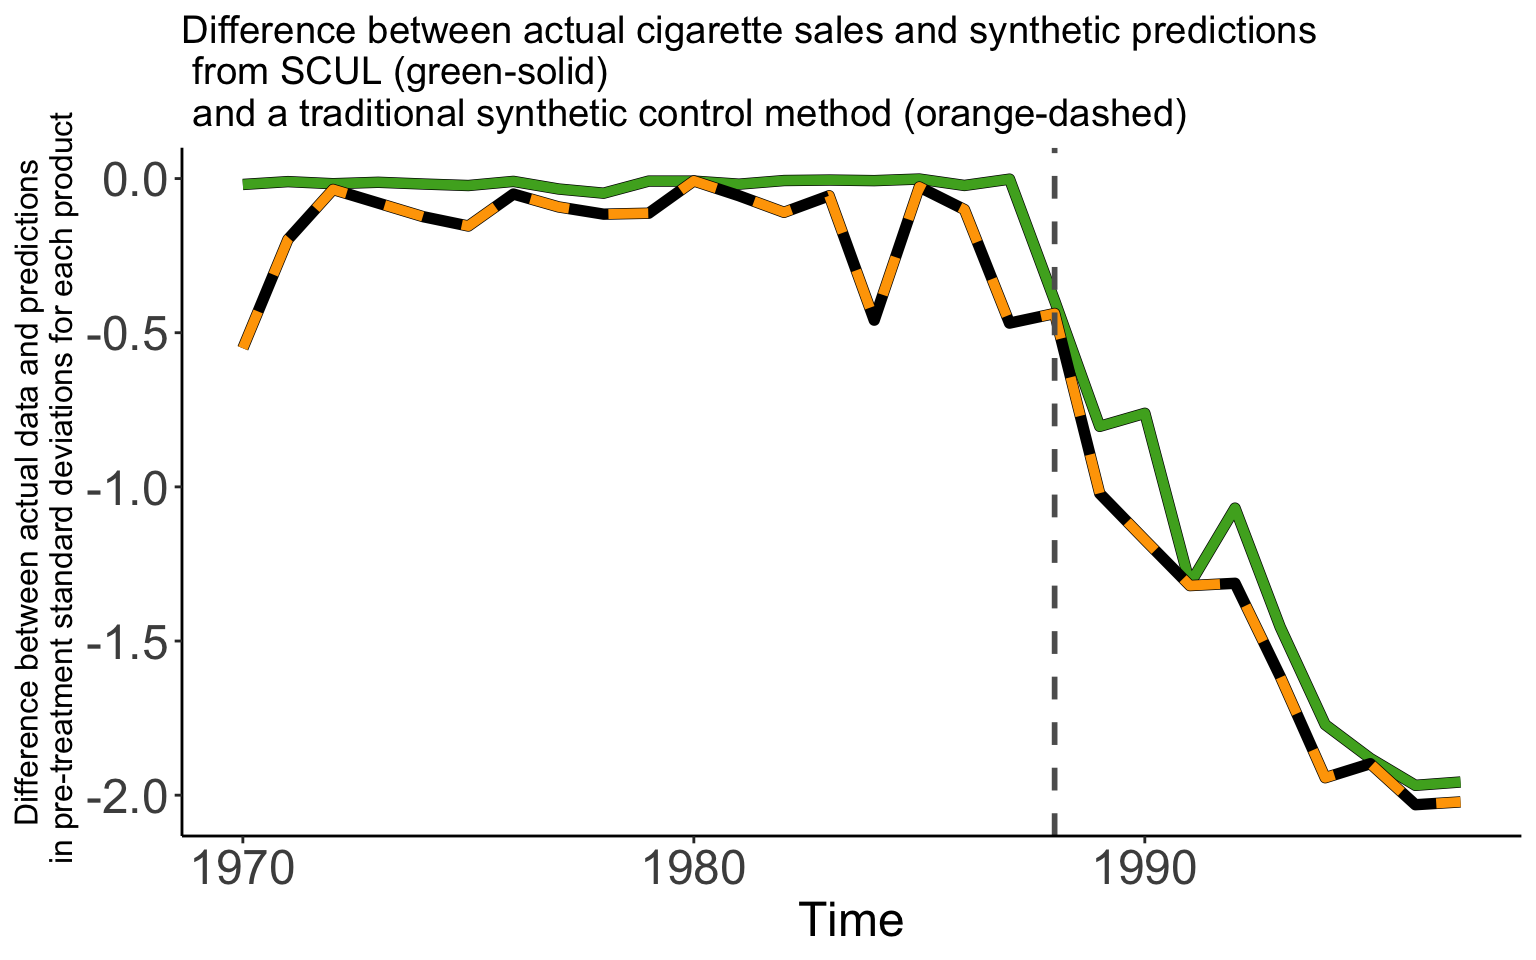 Difference between actual cigarette sales and synthetic predictions
from SCUL (green-solid)
and a traditional synthetic control method (orange-dashed)
Difference between actual data and predictions
in pre-treatment standard deviations for each product
0.0
-0.5
-1.0
-1.5
-2.0
1970 1980 1990
Time